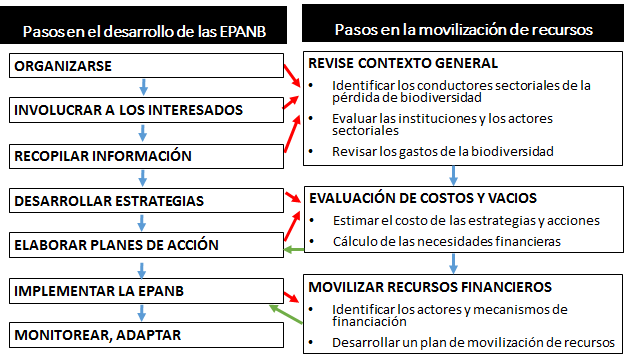 Pasos en el desarrollo de las EPANB
ORGANIZARSE
INVOLUCRAR A LOS INTERESADOS
RECOPILAR INFORMACIÓN
DESARROLLAR ESTRATEGIAS
ELABORAR PLANES DE ACCIÓN
IMPLEMENTAR LA EPANB
MONITOREAR, ADAPTAR
Pasos en la movilización de recursos
REVISE CONTEXTO GENERAL
• Identificar los conductores sectoriales de la
pérdida de biodiversidad
• Evaluar las instituciones y los actores
sectoriales
• Revisar los gastos de la biodiversidad
EVALUACIÓN DE COSTOS Y VACIOS
• Estimar el costo de las estrategias y acciones
• Cálculo de las necesidades financieras
MOVILIZAR RECURSOS FINANCIEROS
• Identificar los actores y mecanismos de
financiación
• Desarrollar un plan de movilización de recursos